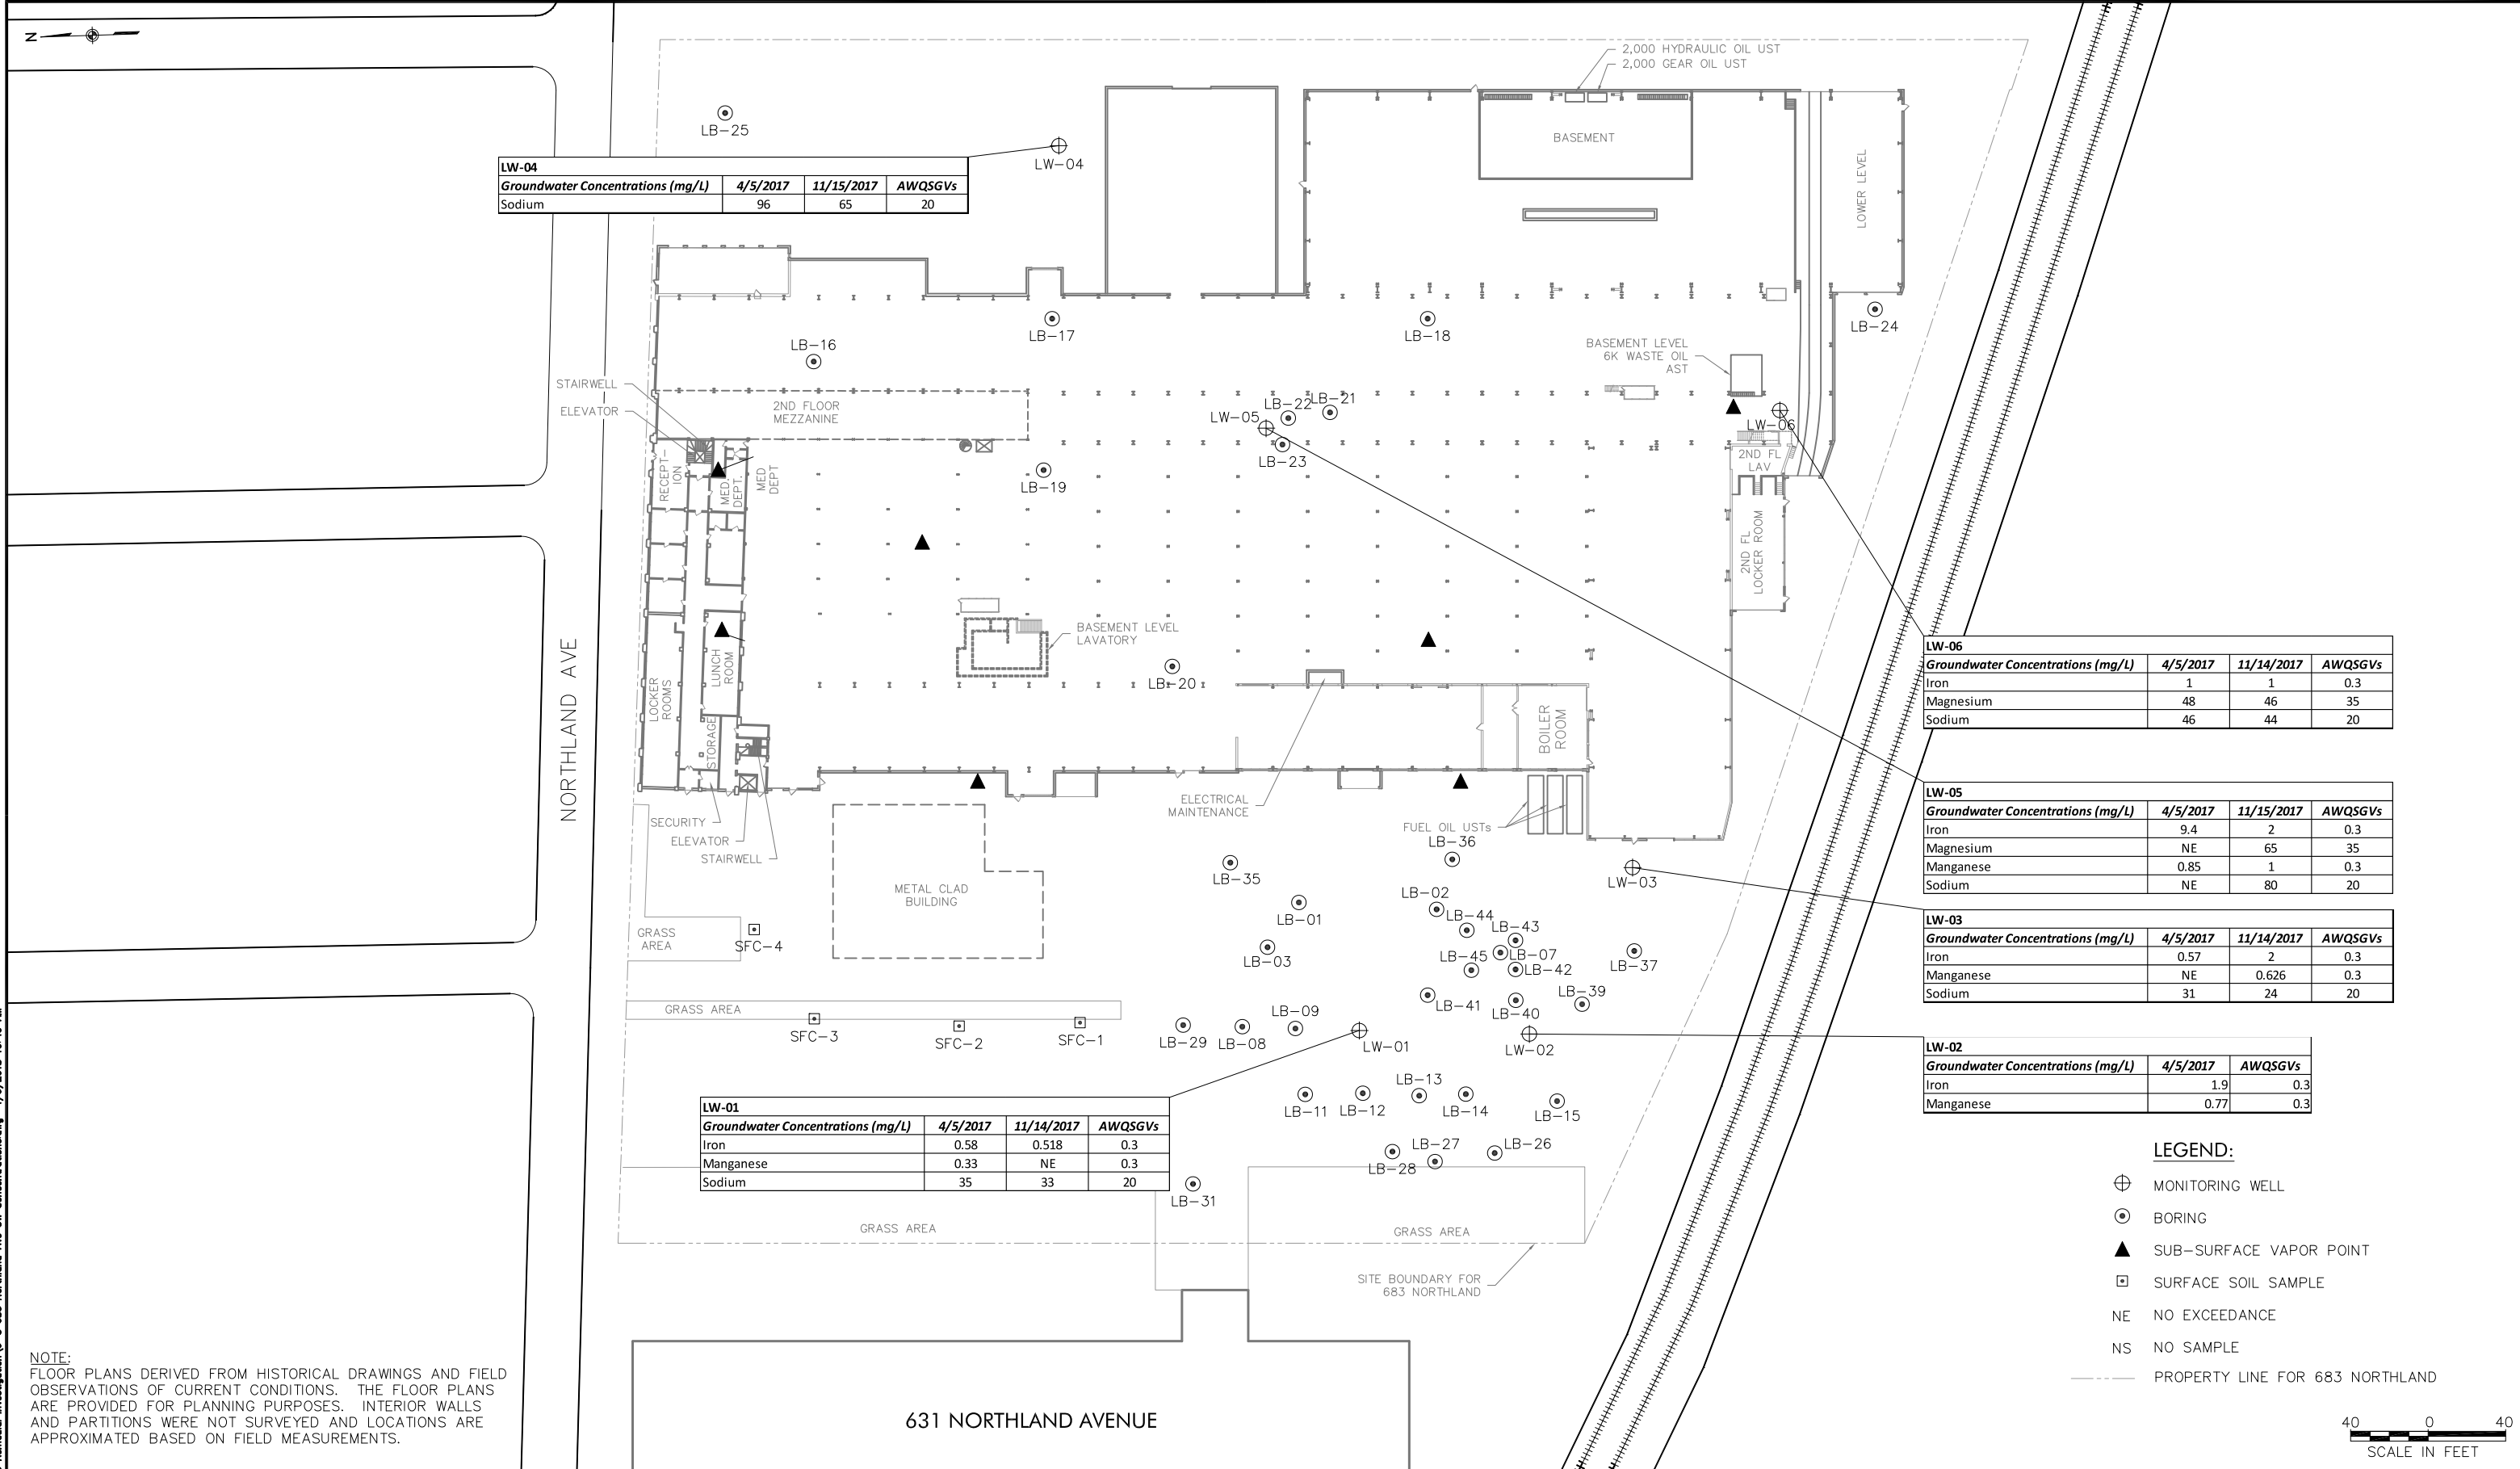 N
2,000 HYDRAULIC OIL UST
2,000 GEAR OIL UST
LB-25
LW-04
BASEMENT
LOWER LEVEL
LW-04
Groundwater Concentrations (mg/L) 4/5/2017 11/15/2017 AWQSGVs
Sodium 96 65 20
LB-16
LB-17
LB-18
LB-24
BASEMENT LEVEL
6K WASTE OIL
AST
STAIRWELL
ELEVATOR
2ND FLOOR
MEZZANINE
LW-05
LB-22
LB-21
LB-23
LW-06
LB-19
RECEPT-
ION
MED.
DEPT.
MED
DEPT
2ND FL
LAV
2ND FL
LOCKER ROOM
NORTHLAND AVE
BASEMENT LEVEL
LAVATORY
LB-20
LOCKER
ROOMS
LUNCH
ROOM
STORAGE
BOILER
ROOM
ELECTRICAL
MAINTENANCE
SECURITY
ELEVATOR
STAIRWELL
FUEL OIL USTs
LB-36
LW-06
Groundwater Concentrations (mg/L) 4/5/2017 11/14/2017 AWQSGVs
Iron 1 1 0.3
Magnesium 48 46 35
Sodium 46 44 20
LW-05
Groundwater Concentrations (mg/L) 4/5/2017 11/15/2017 AWQSGVs
Iron 9.4 2 0.3
Magnesium NE 65 35
Manganese 0.85 1 0.3
Sodium NE 80 20
LW-03
Groundwater Concentrations (mg/L) 4/5/2017 11/14/2017 AWQSGVs
Iron 0.57 2 0.3
Manganese NE 0.626 0.3
Sodium 31 24 20
LW-02
Groundwater Concentrations (mg/L) 4/5/2017 AWQSGVs
Iron 1.9 0.3
Manganese 0.77 0.3
METAL CLAD
BUILDING
LB-35
LW-03
LB-02
LB-01
LB-44
LB-43
GRASS
AREA
SFC-4
LB-03
LB-45
LB-07
LB-42
LB-37
LB-41
LB-39
LB-40
GRASS AREA
SFC-3
SFC-2
SFC-1
LB-29
LB-08
LB-09
LW-01
LW-02
LB-11
LB-12
LB-13
LB-14
LB-15
LW-01
Groundwater Concentrations (mg/L) 4/5/2017 11/14/2017 AWQSGVs
Iron 0.58 0.518 0.3
Manganese 0.33 NE 0.3
Sodium 35 33 20
LB-28
LB-27
LB-26
LB-31
GRASS AREA
GRASS AREA
SITE BOUNDARY FOR
683 NORTHLAND
LEGEND:
MONITORING WELL
BORING
SUB-SURFACE VAPOR POINT
SURFACE SOIL SAMPLE
NE NO EXCEEDANCE
NS NO SAMPLE
PROPERTY LINE FOR 683 NORTHLAND
NOTE:
FLOOR PLANS DERIVED FROM HISTORICAL DRAWINGS AND FIELD
OBSERVATIONS OF CURRENT CONDITIONS. THE FLOOR PLANS
ARE PROVIDED FOR PLANNING PURPOSES. INTERIOR WALLS
AND PARTITIONS WERE NOT SURVEYED AND LOCATIONS ARE
APPROXIMATED BASED ON FIELD MEASUREMENTS.
631 NORTHLAND AVENUE
40 0 40
SCALE IN FEET